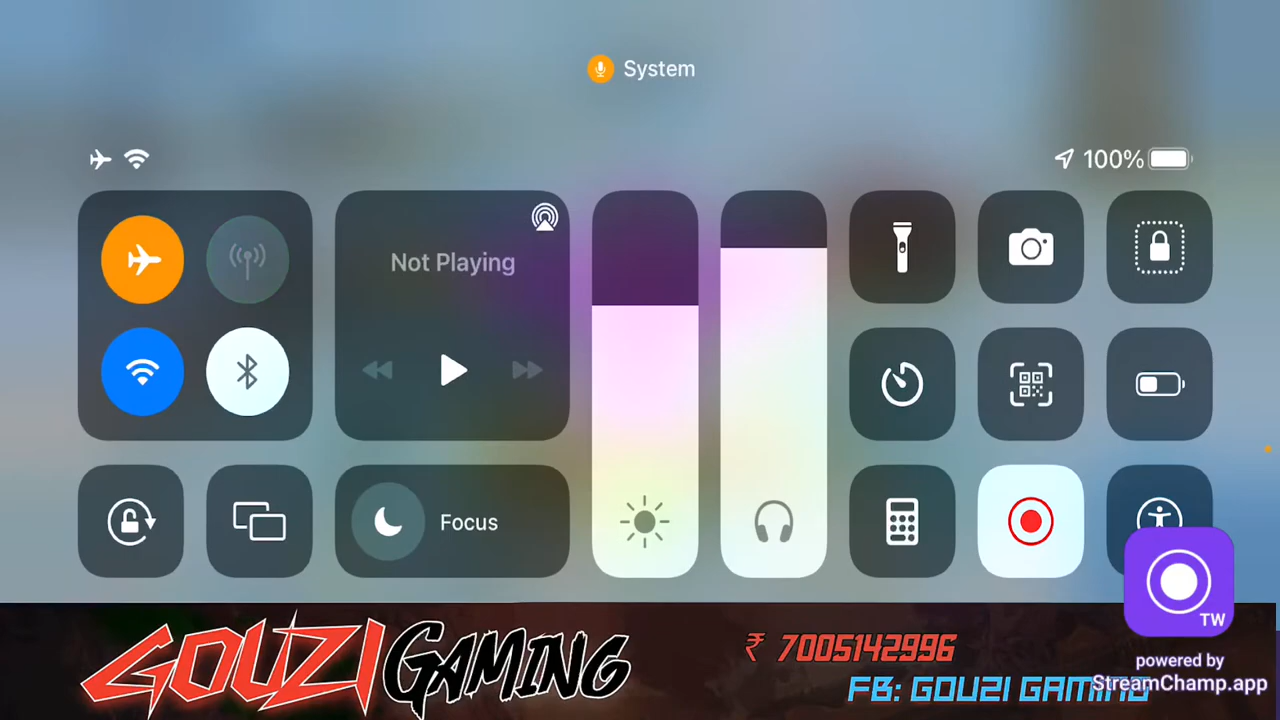 System
100%
Not Playing
Focus
GOUZI GAMING
₹ 7005142996
FB: GOUZI GAMING
TW
powered by
StreamChamp.app